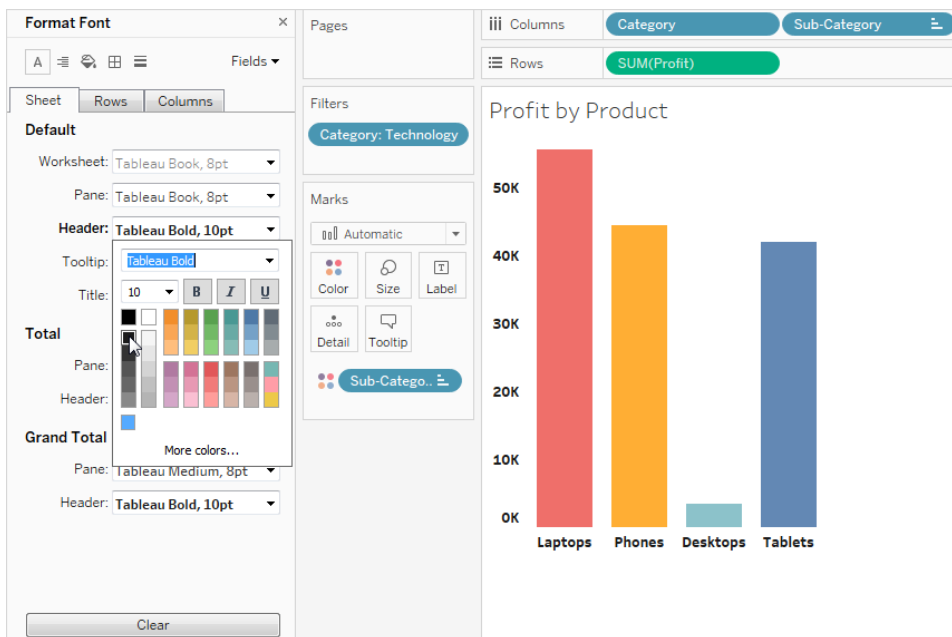 Format Font
A
Fields
Sheet Rows Columns
Default
Worksheet: Tableau Book, 8pt
Pane: Tableau Book, 8pt
Header: Tableau Bold, 10pt
Tooltip: Tableau Bold
Title: 10 B I U
Total
Pane:
Header:
More colors...
Grand Total
Pane: Tableau Medium, 8pt
Header: Tableau Bold, 10pt
Clear
Pages
Filters
Category: Technology
Marks
Automatic
Color Size T Label
Detail Tooltip
Sub-Catego..
Columns Category Sub-Category
Rows SUM(Profit)
Profit by Product
50K
40K
30K
20K
10K
0K
Laptops Phones Desktops Tablets